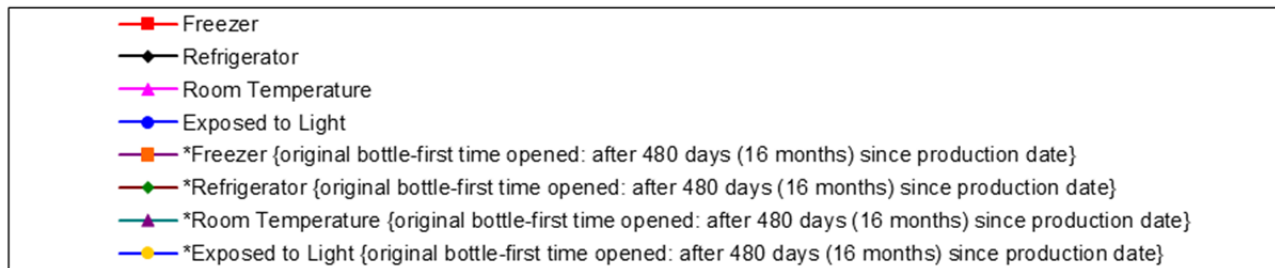 Freezer
Refrigerator
Room Temperature
Exposed to Light
*Freezer {original bottle-first time opened: after 480 days (16 months) since production date}
*Refrigerator {original bottle-first time opened: after 480 days (16 months) since production date}
*Room Temperature {original bottle-first time opened: after 480 days (16 months) since production date}
*Exposed to Light {original bottle-first time opened: after 480 days (16 months) since production date}